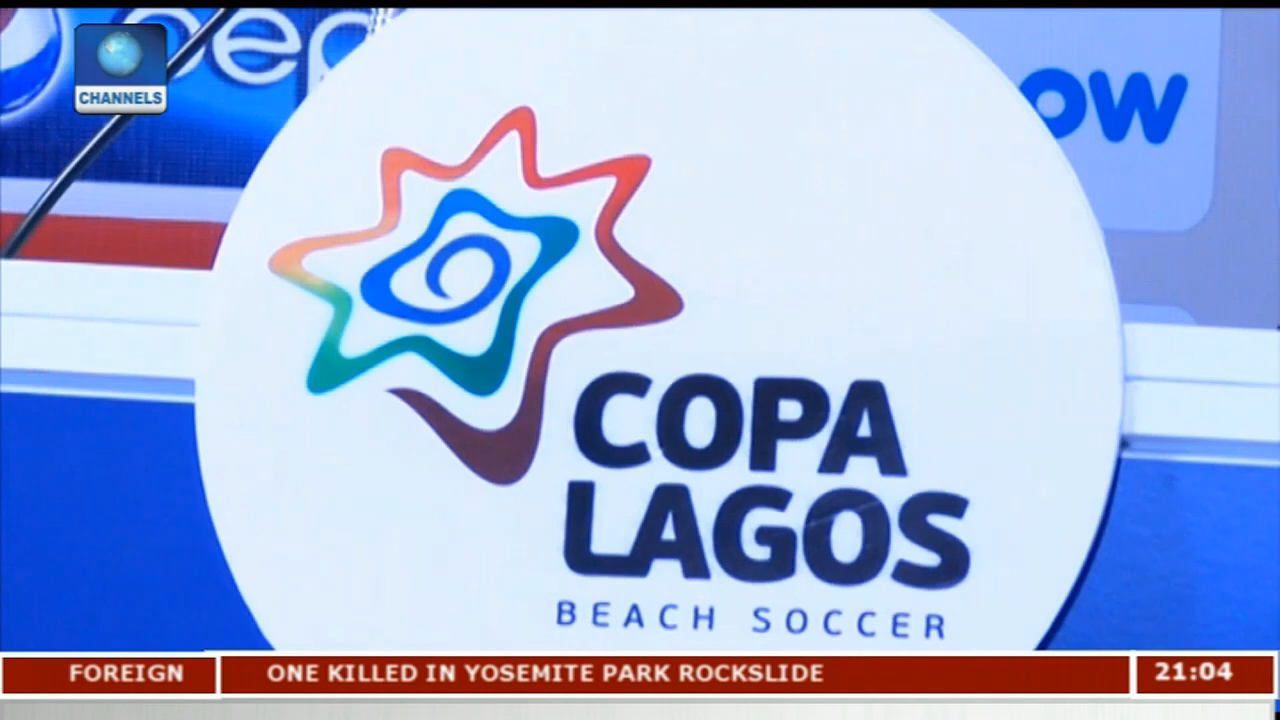 CHANNELS
COPA
LAGOS
BEACH SOCCER
FOREIGN
ONE KILLED IN YOSEMITE PARK ROCKSLIDE
21:04